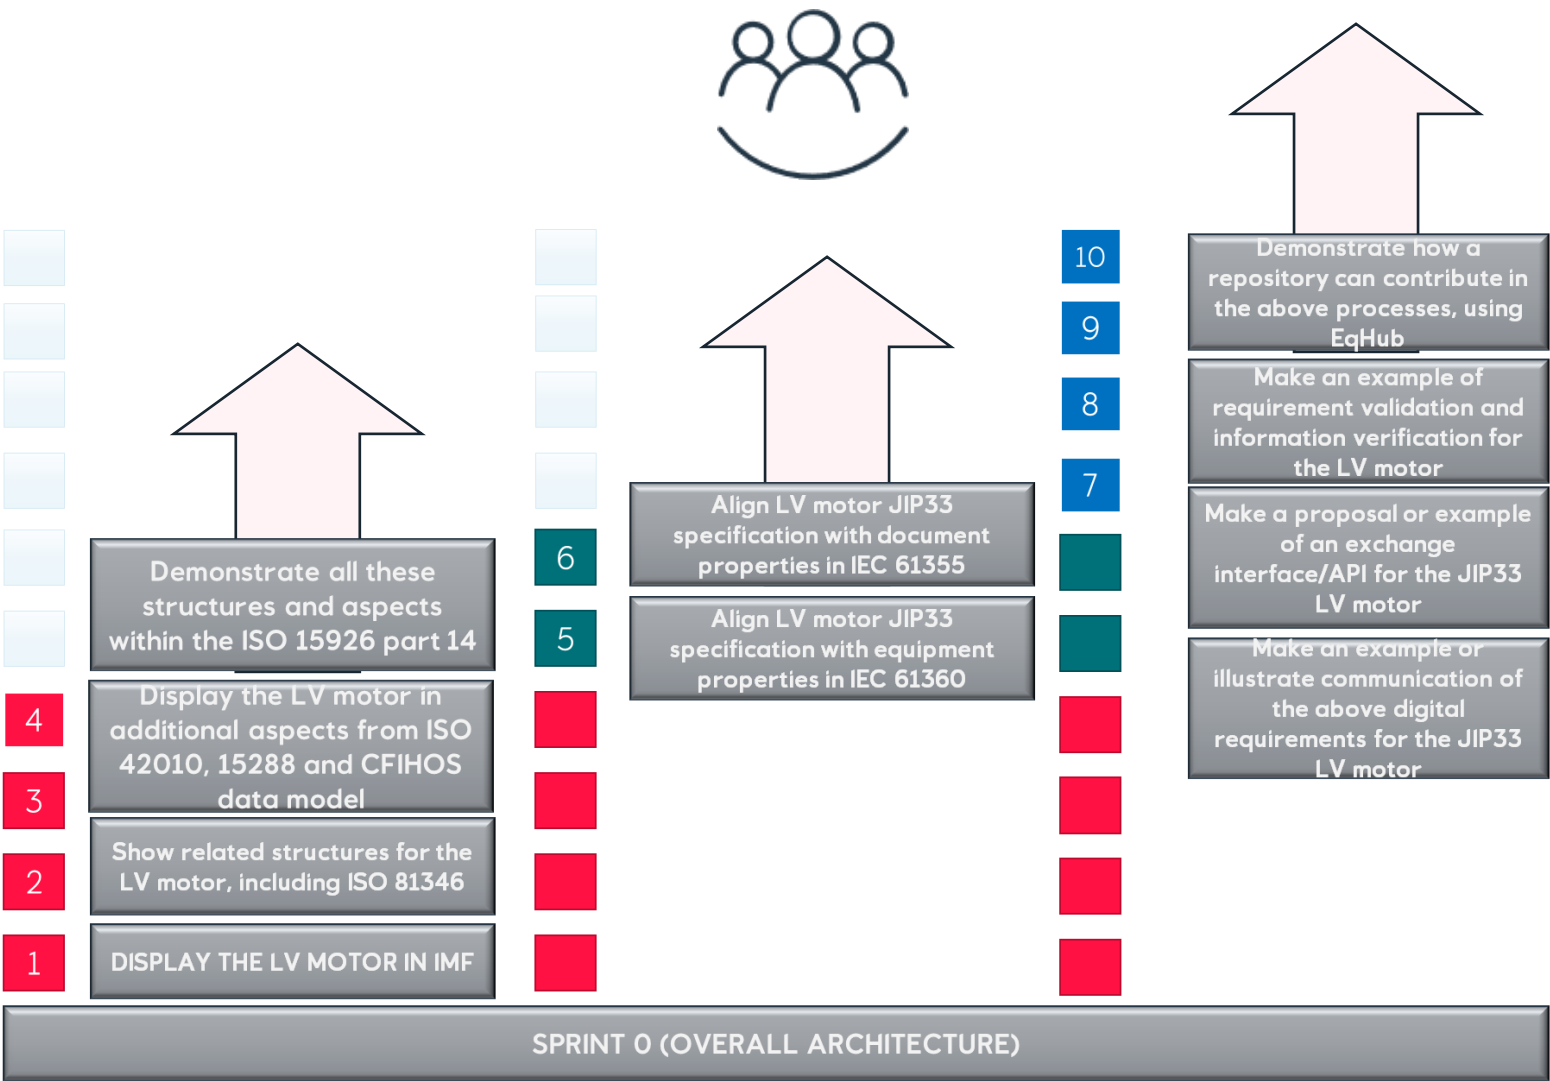 10
9
8
7
Demonstrate how a
repository can contribute in
the above processes, using
EqHub
Make an example of
requirement validation and
information verification for
the LV motor
Make a proposal or example
of an exchange
interface/API for the JIP33
LV motor
Make an example or
illustrate communication of
the above digital
requirements for the JIP33
LV motor
6
5
Align LV motor JIP33
specification with document
properties in IEC 61355
Align LV motor JIP33
specification with equipment
properties in IEC 61360
4
3
2
1
Demonstrate all these
structures and aspects
within the ISO 15926 part 14
Display the LV motor in
additional aspects from ISO
42010, 15288 and CFIHOS
data model
Show related structures for the
LV motor, including ISO 81346
DISPLAY THE LV MOTOR IN IMF
SPRINT 0 (OVERALL ARCHITECTURE)